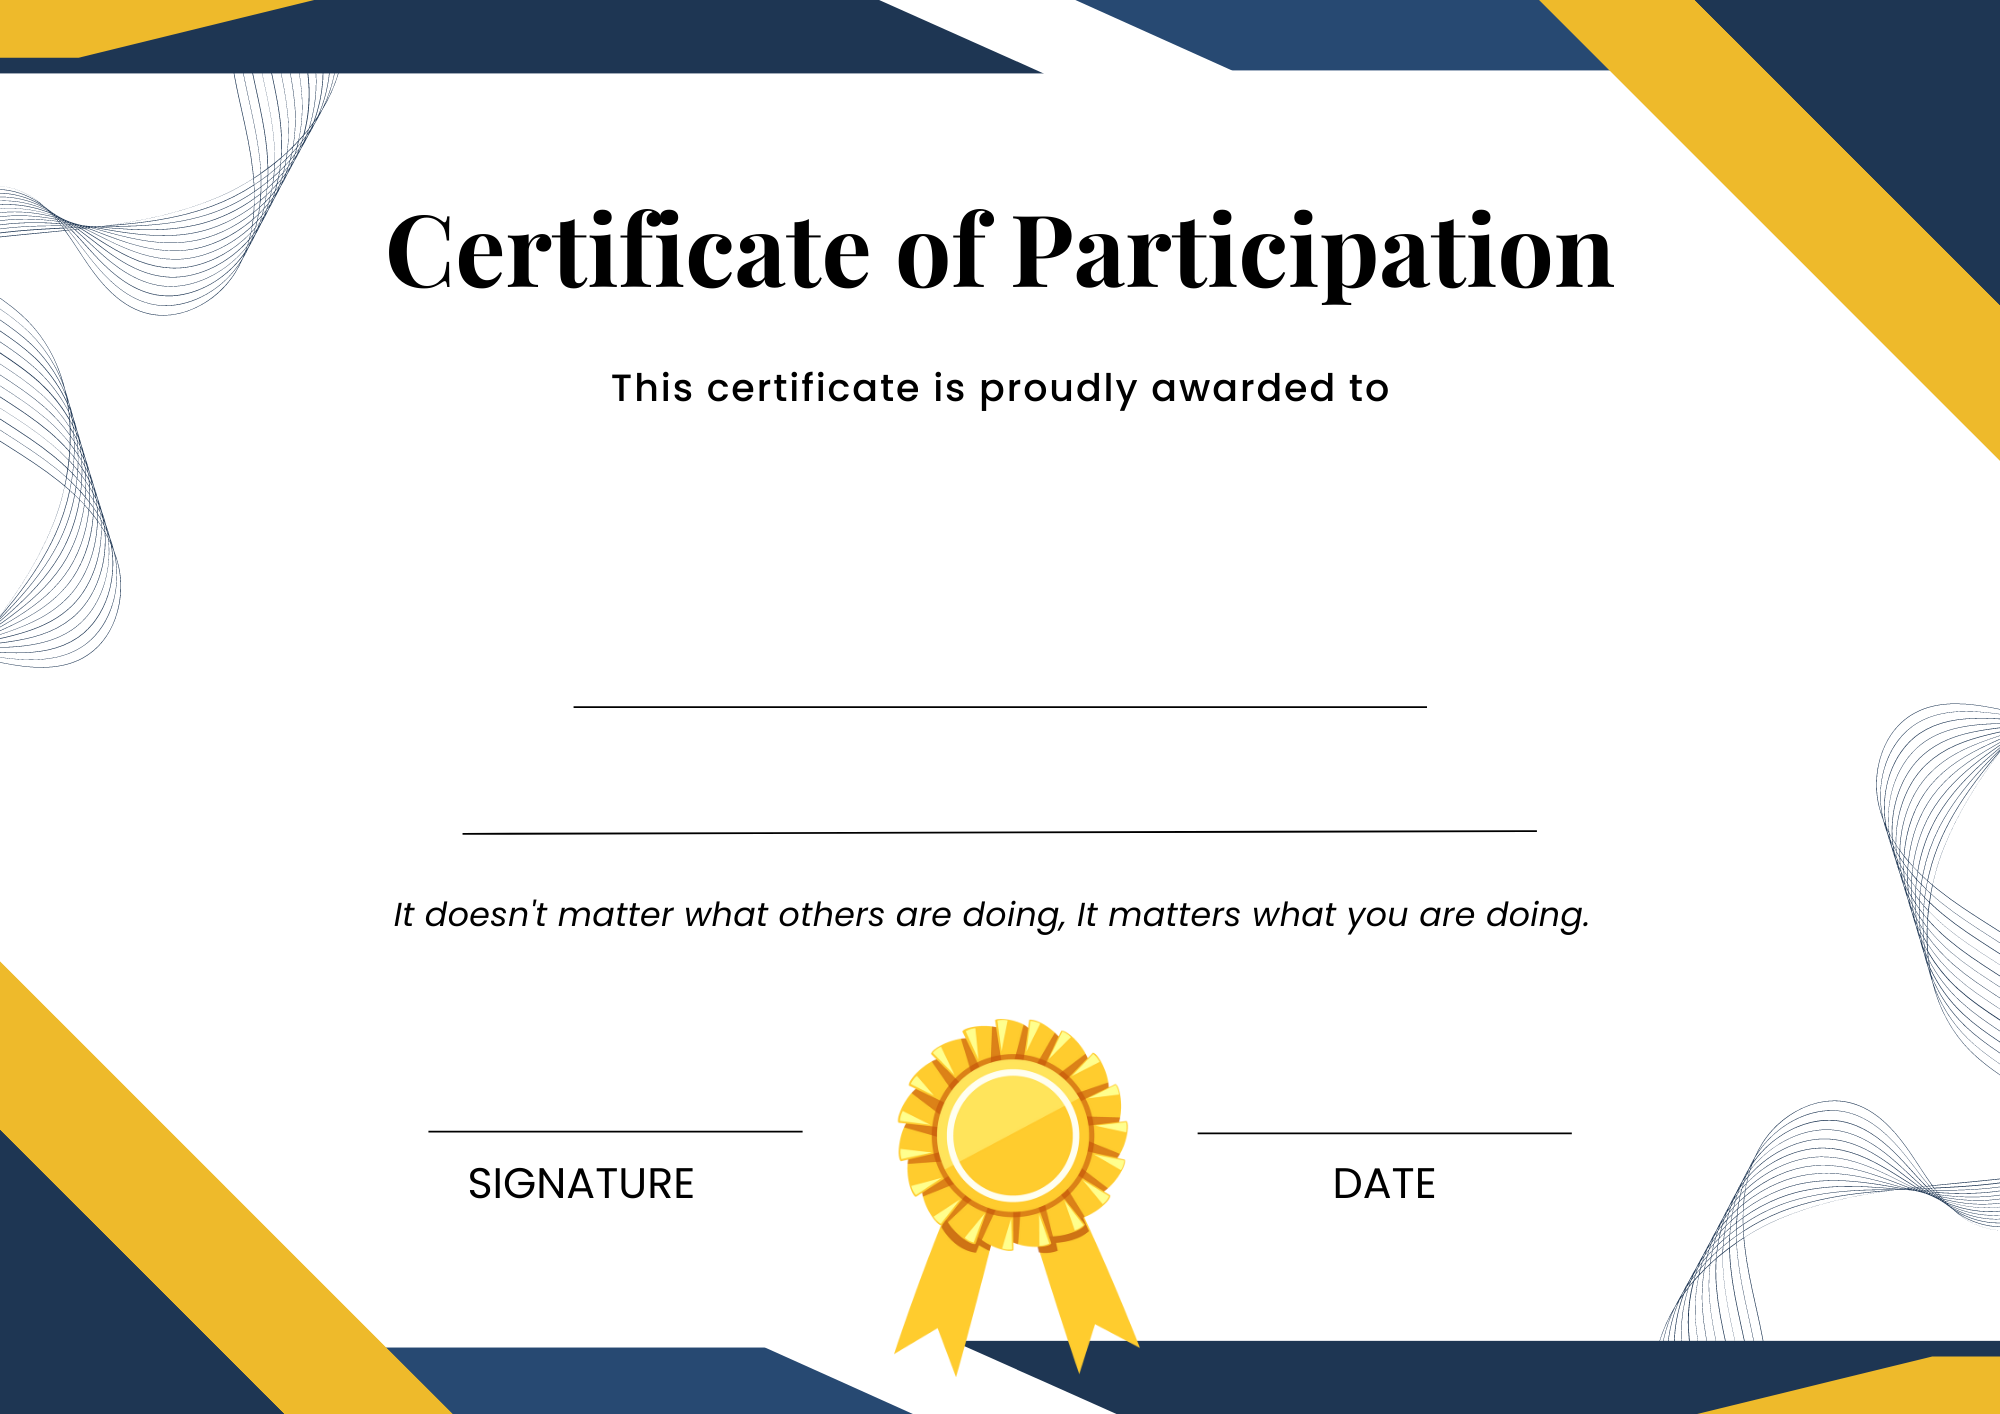 Certificate of Participation
This certificate is proudly awarded to
It doesn't matter what others are doing, It matters what you are doing.
SIGNATURE
DATE